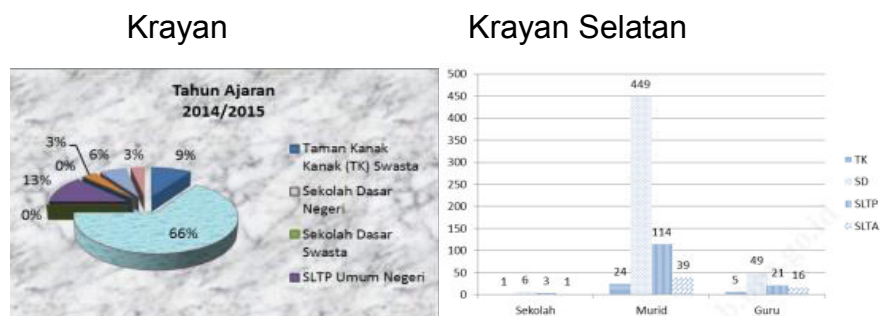 Krayan
Krayan Selatan
Tahun Ajaran
2014/2015
3%
0%
6%
3%
9%
13%
0%
66%
Taman Kanak
Kanak (TK) Swasta
Sekolah Dasar
Negeri
Sekolah Dasar
Swasta
SLTP Umum Negeri
500
450
400
350
300
250
200
150
100
50
0
449
114
24
39
49
1 6 3 1
5
21 16
Sekolah Murid Guru
TK
SD
SLTP
SLTA